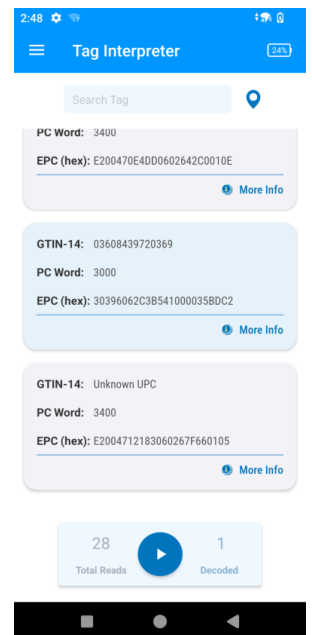 2:48
Tag Interpreter
24%
Search Tag
PC Word: 3400
EPC (hex): E200470E4DD0602642C0010E
More Info
GTIN-14: 03608439720369
PC Word: 3000
EPC (hex): 30396062C3B541000035BDC2
More Info
GTIN-14: Unknown UPC
PC Word: 3400
EPC (hex): E2004712183060267F660105
More Info
28 1
Total Reads Decoded